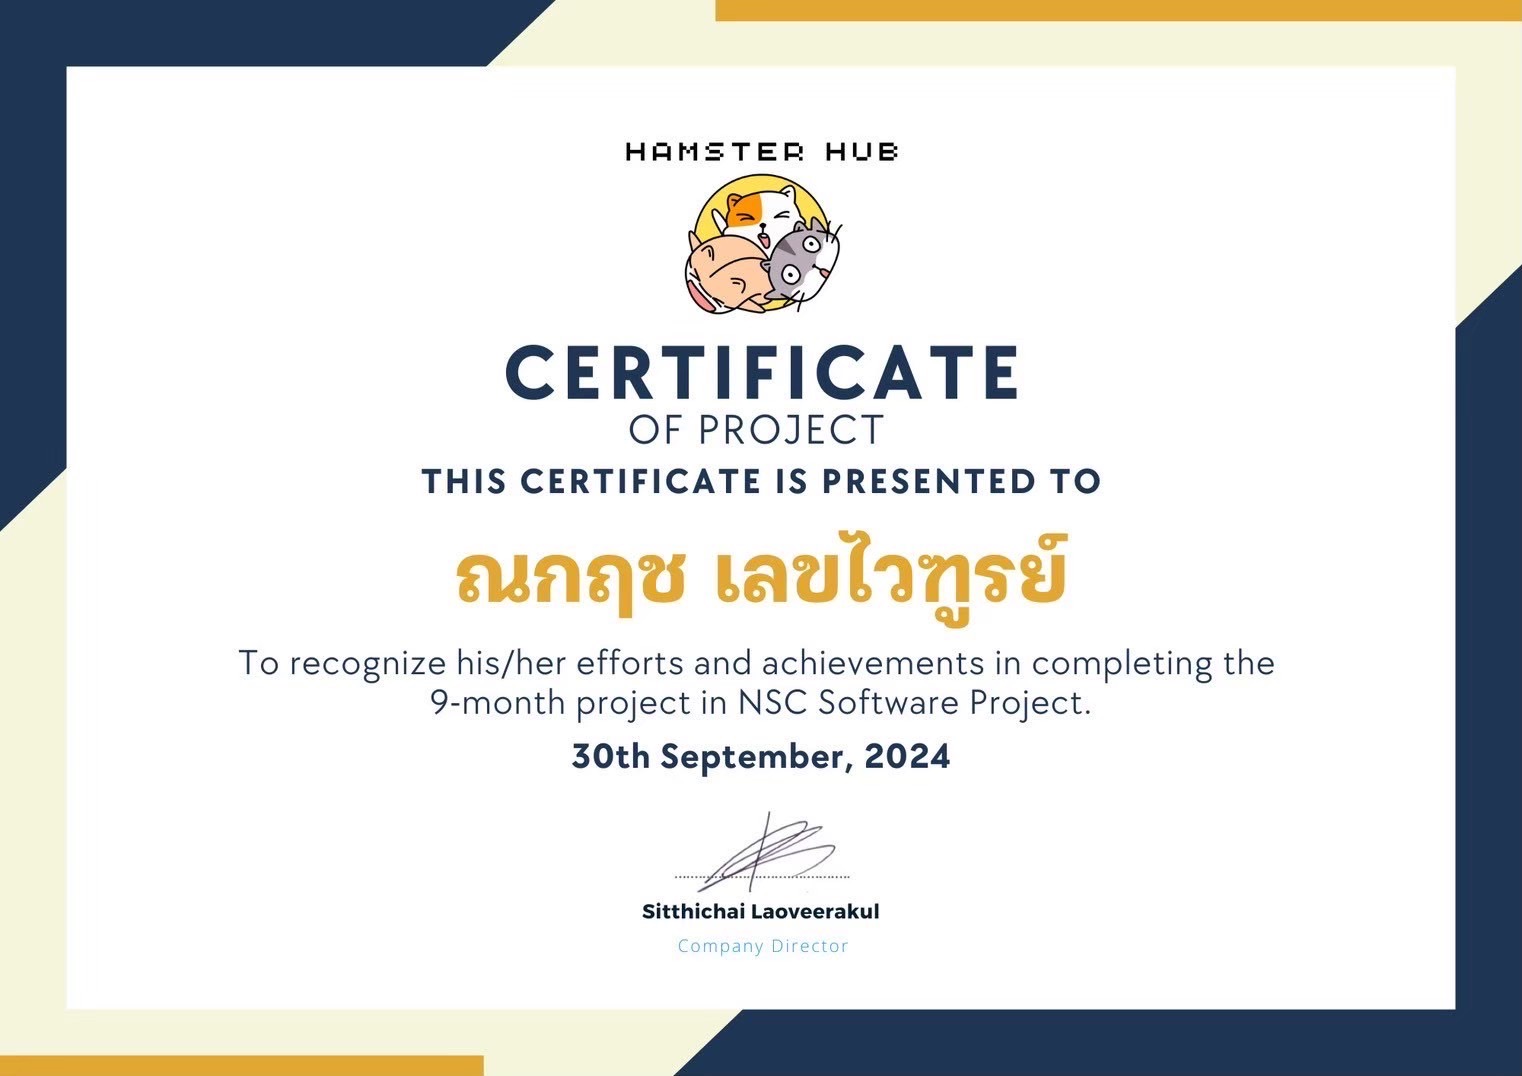 HAMSTER HUB
CERTIFICATE
OF PROJECT
THIS CERTIFICATE IS PRESENTED TO
ณกฤช เลขไวฑูรย์
To recognize his/her efforts and achievements in completing the
9-month project in NSC Software Project.
30th September, 2024
Sitthichai Laoveerakul
Company Director